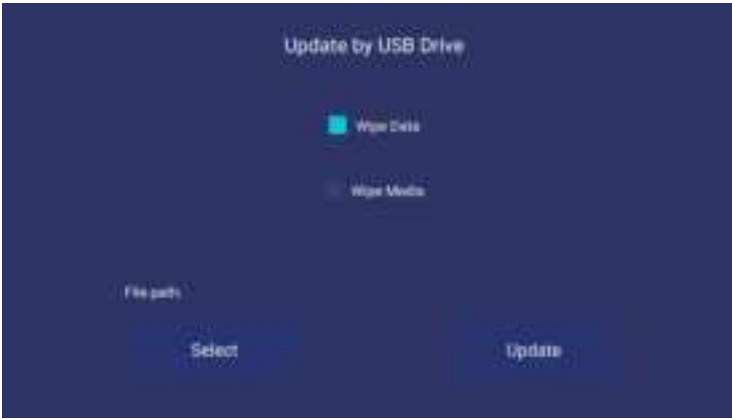 Update by USB Drive
Wipe Data
Wipe Media
File path:
Select
Update